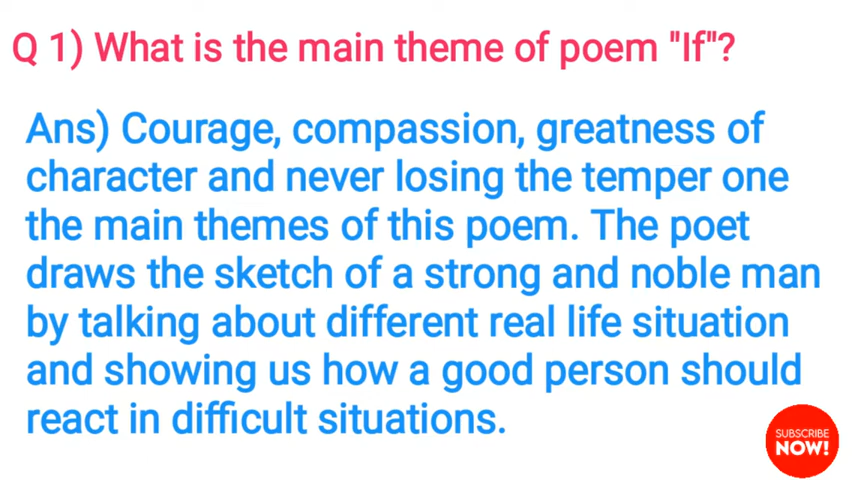 Q 1) What is the main theme of poem "If"?
Ans) Courage, compassion, greatness of
character and never losing the temper one
the main themes of this poem. The poet
draws the sketch of a strong and noble man
by talking about different real life situation
and showing us how a good person should
react in difficult situations.
SUBSCRIBE
NOW!